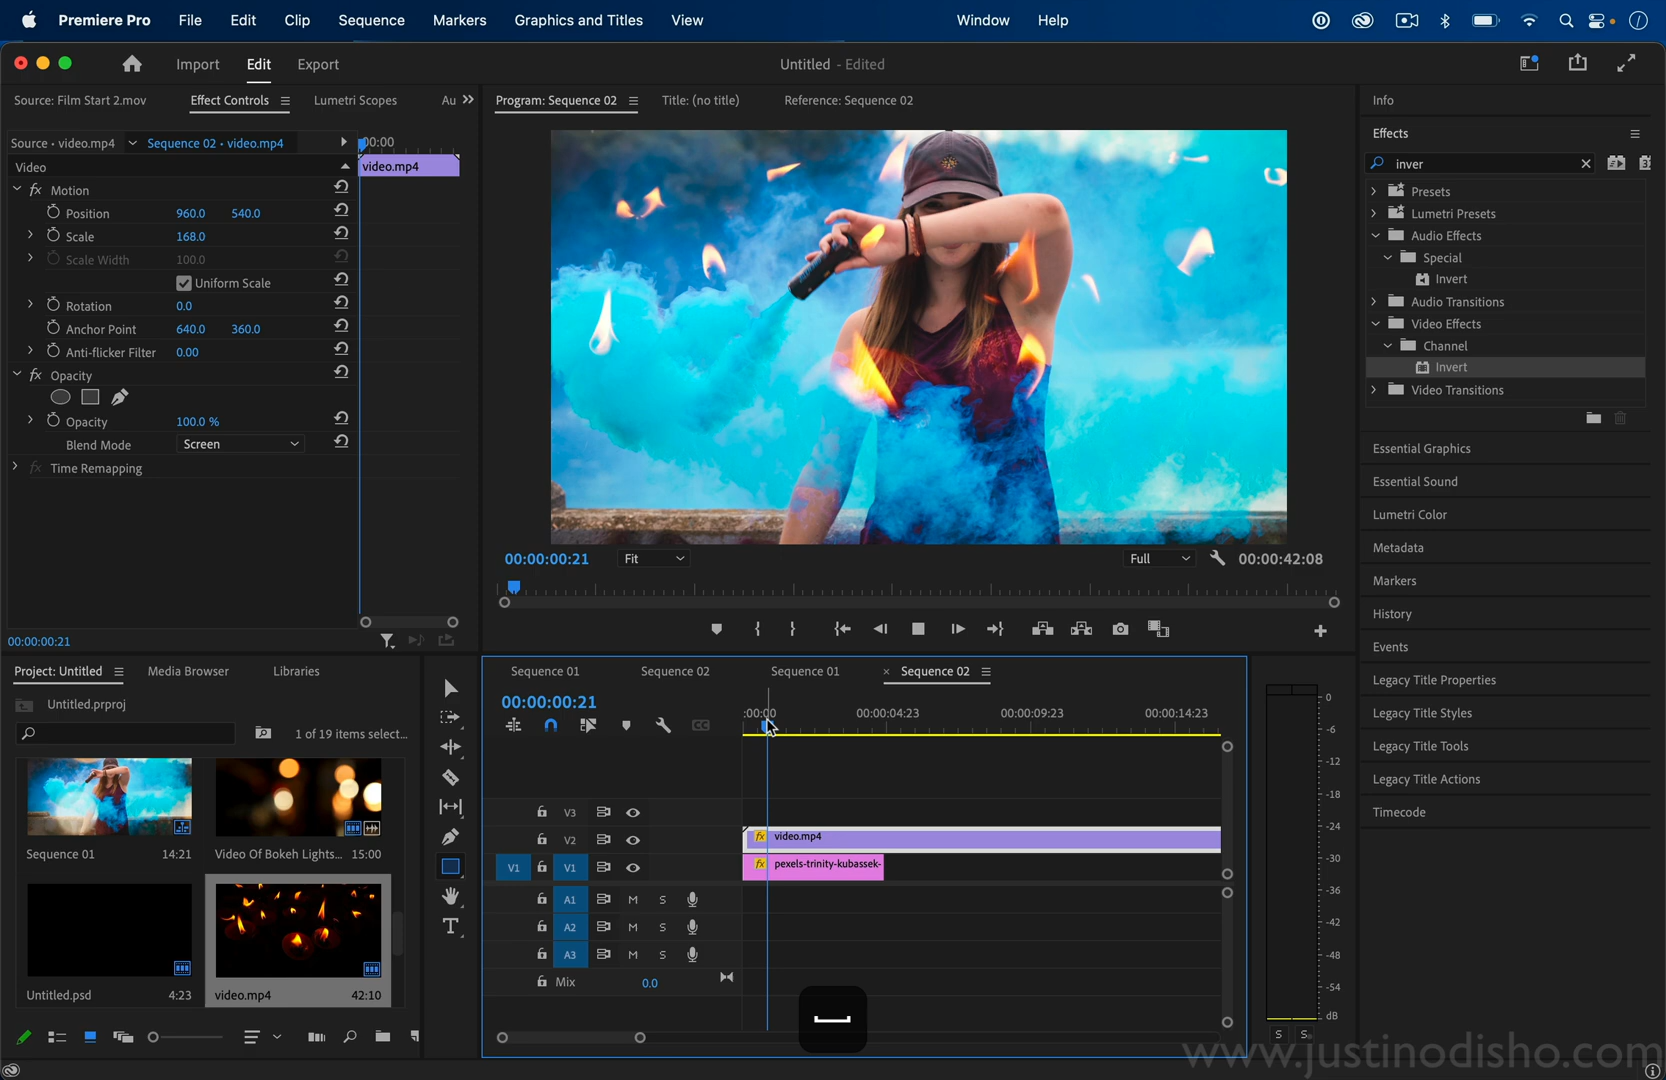 Premiere Pro File Edit Clip Sequence Markers Graphics and Titles View Window Help
Import Edit Export Untitled - Edited
Source: Film Start 2.mov Effect Controls Lumetri Scopes Au
Program: Sequence 02 Title: (no title) Reference: Sequence 02
Source • video.mp4 Sequence 02 • video.mp4
:00:00
Video
video.mp4
fx Motion
Position 960.0 540.0
Scale 168.0
Scale Width 100.0
Uniform Scale
Rotation 0.0
Anchor Point 640.0 360.0
Anti-flicker Filter 0.00
fx Opacity
Opacity 100.0 %
Blend Mode Screen
fx Time Remapping
00:00:00:21
00:00:00:21 Fit Full 00:00:42:08
Info
Effects
inver
Presets
Lumetri Presets
Audio Effects
Special
Invert
Audio Transitions
Video Effects
Channel
Invert
Video Transitions
Essential Graphics
Essential Sound
Lumetri Color
Metadata
Markers
History
Events
Legacy Title Properties
Legacy Title Styles
Legacy Title Tools
Legacy Title Actions
Timecode
Project: Untitled Media Browser Libraries
Untitled.prproj
1 of 19 items select...
Sequence 01 14:21
Video Of Bokeh Lights... 15:00
Untitled.psd 4:23
video.mp4 42:10
Sequence 01 Sequence 02 Sequence 01 × Sequence 02
00:00:00:21
:00:00 00:00:04:23 00:00:09:23 00:00:14:23
CC
V3
V2 fx video.mp4
V1 V1 fx pexels-trinity-kubassek-
A1 M S
A2 M S
A3 M S
Mix 0.0
T
0
-6
-12
-18
-24
-30
-36
-42
-48
-54
dB
S S
www.justinodisho.com